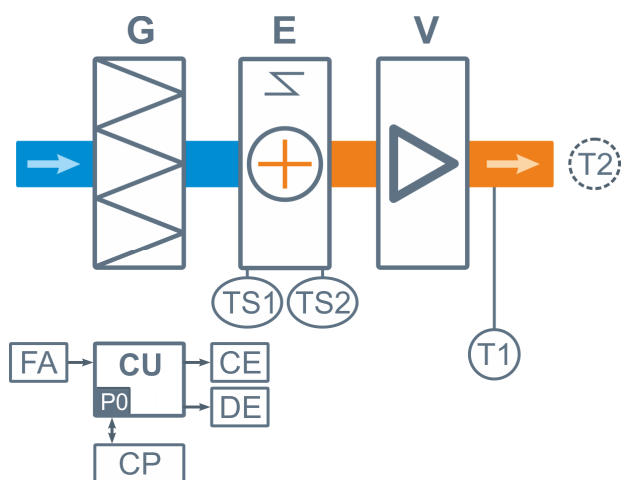 G E V
T2
TS1 TS2
T1
FA CU CE
P0 DE
CP